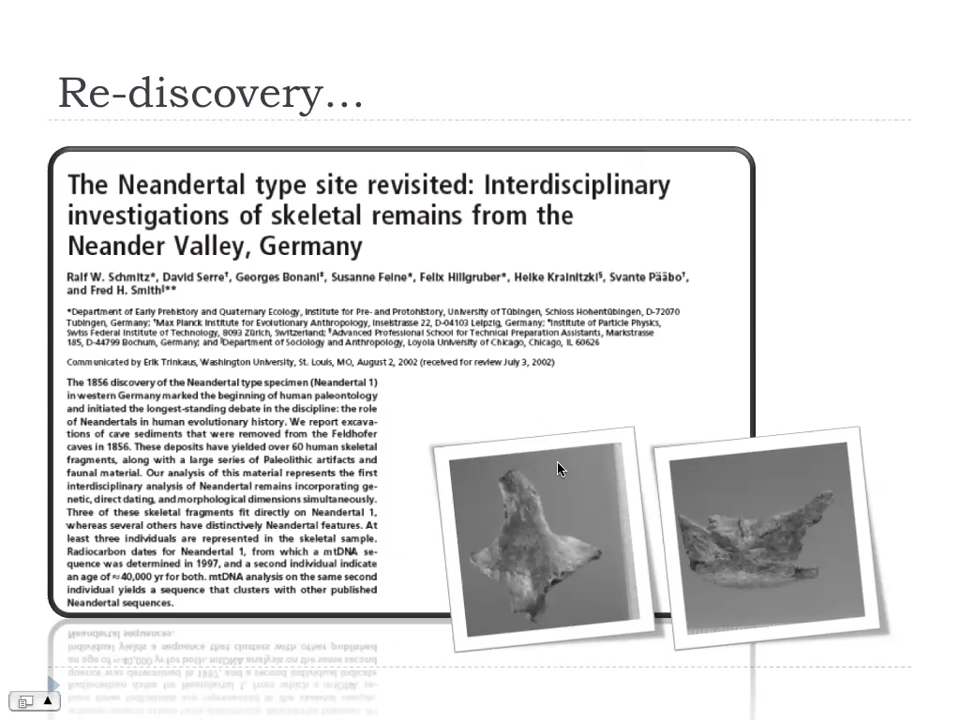 Re-discovery...
The Neandertal type site revisited: Interdisciplinary
investigations of skeletal remains from the
Neander Valley, Germany
Ralf W. Schmitz*, David Serre†, Georges Bonani‡, Susanne Feine*, Felix Hillgruber*, Heike Krainitzki§, Svante Pääbo†,
and Fred H. Smith¶**
*Department of Early Prehistory and Quaternary Ecology, Institute for Pre- and Protohistory, University of Tübingen, Schloss Hohentübingen, D-72070
Tubingen, Germany; †Max Planck Institute for Evolutionary Anthropology, Inselstrasse 22, D-04103 Leipzig, Germany; ‡Institute of Particle Physics,
Swiss Federal Institute of Technology, 8093 Zürich, Switzerland; §Advanced Professional School for Technical Preparation Assistants, Markstrasse
185, D-44799 Bochum, Germany; and ¶Department of Sociology and Anthropology, Loyola University of Chicago, Chicago, IL 60626
Communicated by Erik Trinkaus, Washington University, St. Louis, MO, August 2, 2002 (received for review July 3, 2002)
The 1856 discovery of the Neandertal type specimen (Neandertal 1)
in western Germany marked the beginning of human paleontology
and initiated the longest-standing debate in the discipline: the role
of Neandertals in human evolutionary history. We report excava-
tions of cave sediments that were removed from the Feldhofer
caves in 1856. These deposits have yielded over 60 human skeletal
fragments, along with a large series of Paleolithic artifacts and
faunal material. Our analysis of this material represents the first
interdisciplinary analysis of Neandertal remains incorporating ge-
netic, direct dating, and morphological dimensions simultaneously.
Three of these skeletal fragments fit directly on Neandertal 1,
whereas several others have distinctively Neandertal features. At
least three individuals are represented in the skeletal sample.
Radiocarbon dates for Neandertal 1, from which a mtDNA se-
quence was determined in 1997, and a second individual indicate
an age of ≈40,000 yr for both. mtDNA analysis on the same second
individual yields a sequence that clusters with other published
Neandertal sequences.